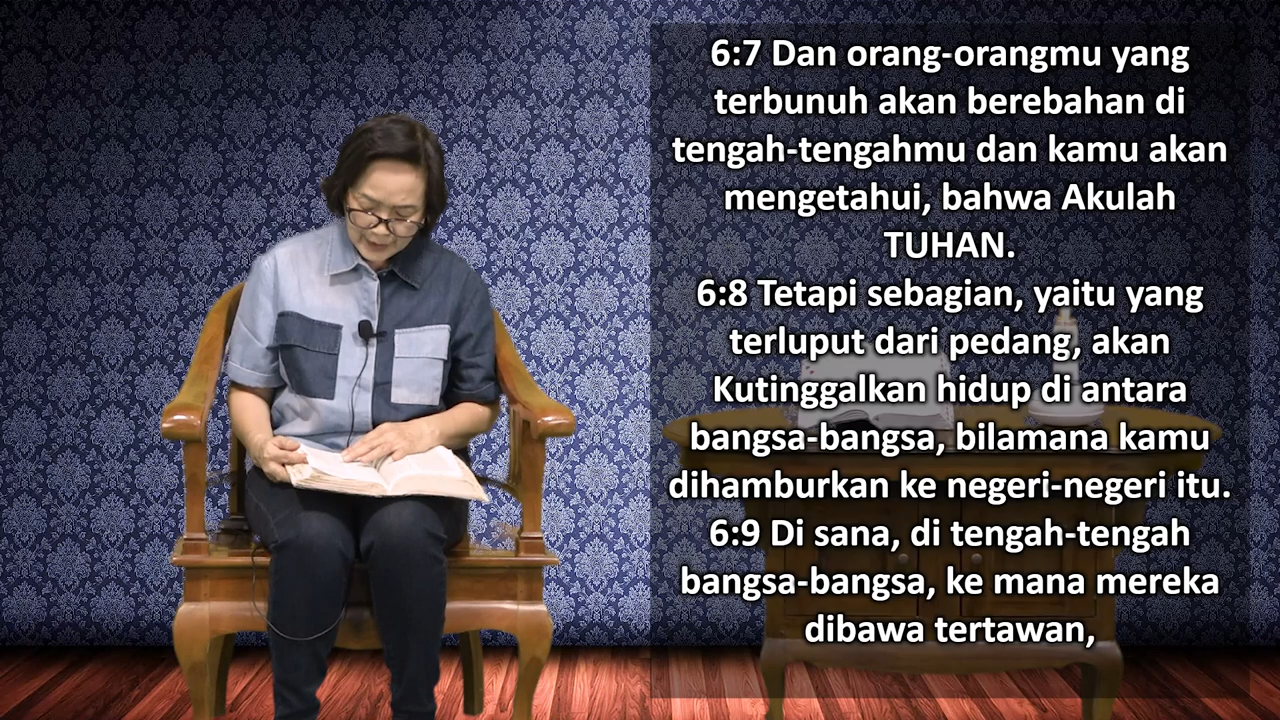 6:7 Dan orang-orangmu yang
terbunuh akan berebahan di
tengah-tengahmu dan kamu akan
mengetahui, bahwa Akulah
TUHAN.
6:8 Tetapi sebagian, yaitu yang
terluput dari pedang, akan
Kutinggalkan hidup di antara
bangsa-bangsa, bilamana kamu
dihamburkan ke negeri-negeri itu.
6:9 Di sana, di tengah-tengah
bangsa-bangsa, ke mana mereka
dibawa tertawan,